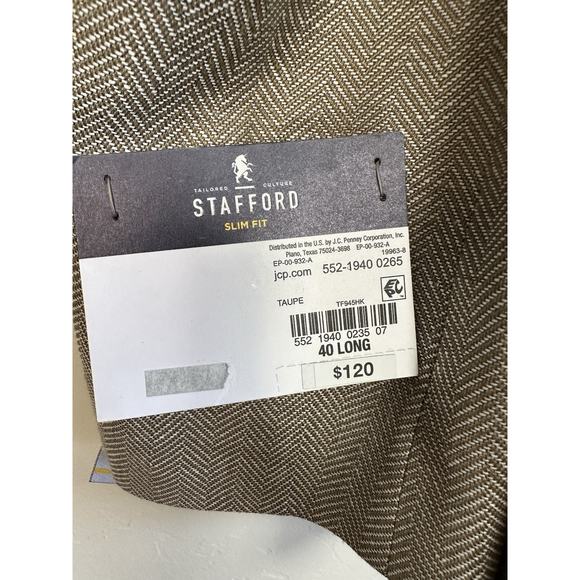 TAILORED CULTURE
STAFFORD
SLIM FIT
Distributed in the U.S. by J.C. Penney Corporation, Inc.
Plano, Texas 75024-3698 EP-00-932-A
EP-00-932-A 19963-8
jcp.com 552-1940 0265
TAUPE TF945HK
552 1940 0235 07
40 LONG
$120